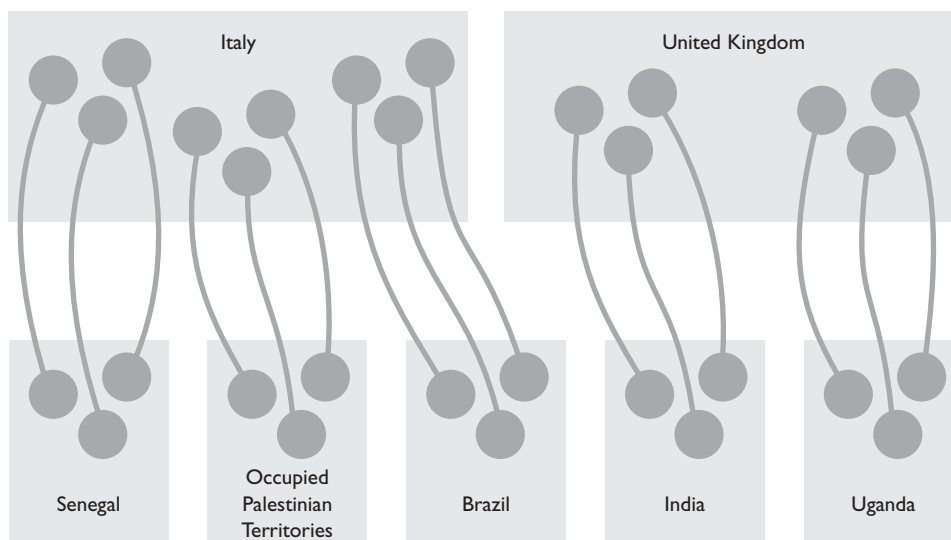 Italy
United Kingdom
Senegal
Occupied
Palestinian
Territories
Brazil
India
Uganda